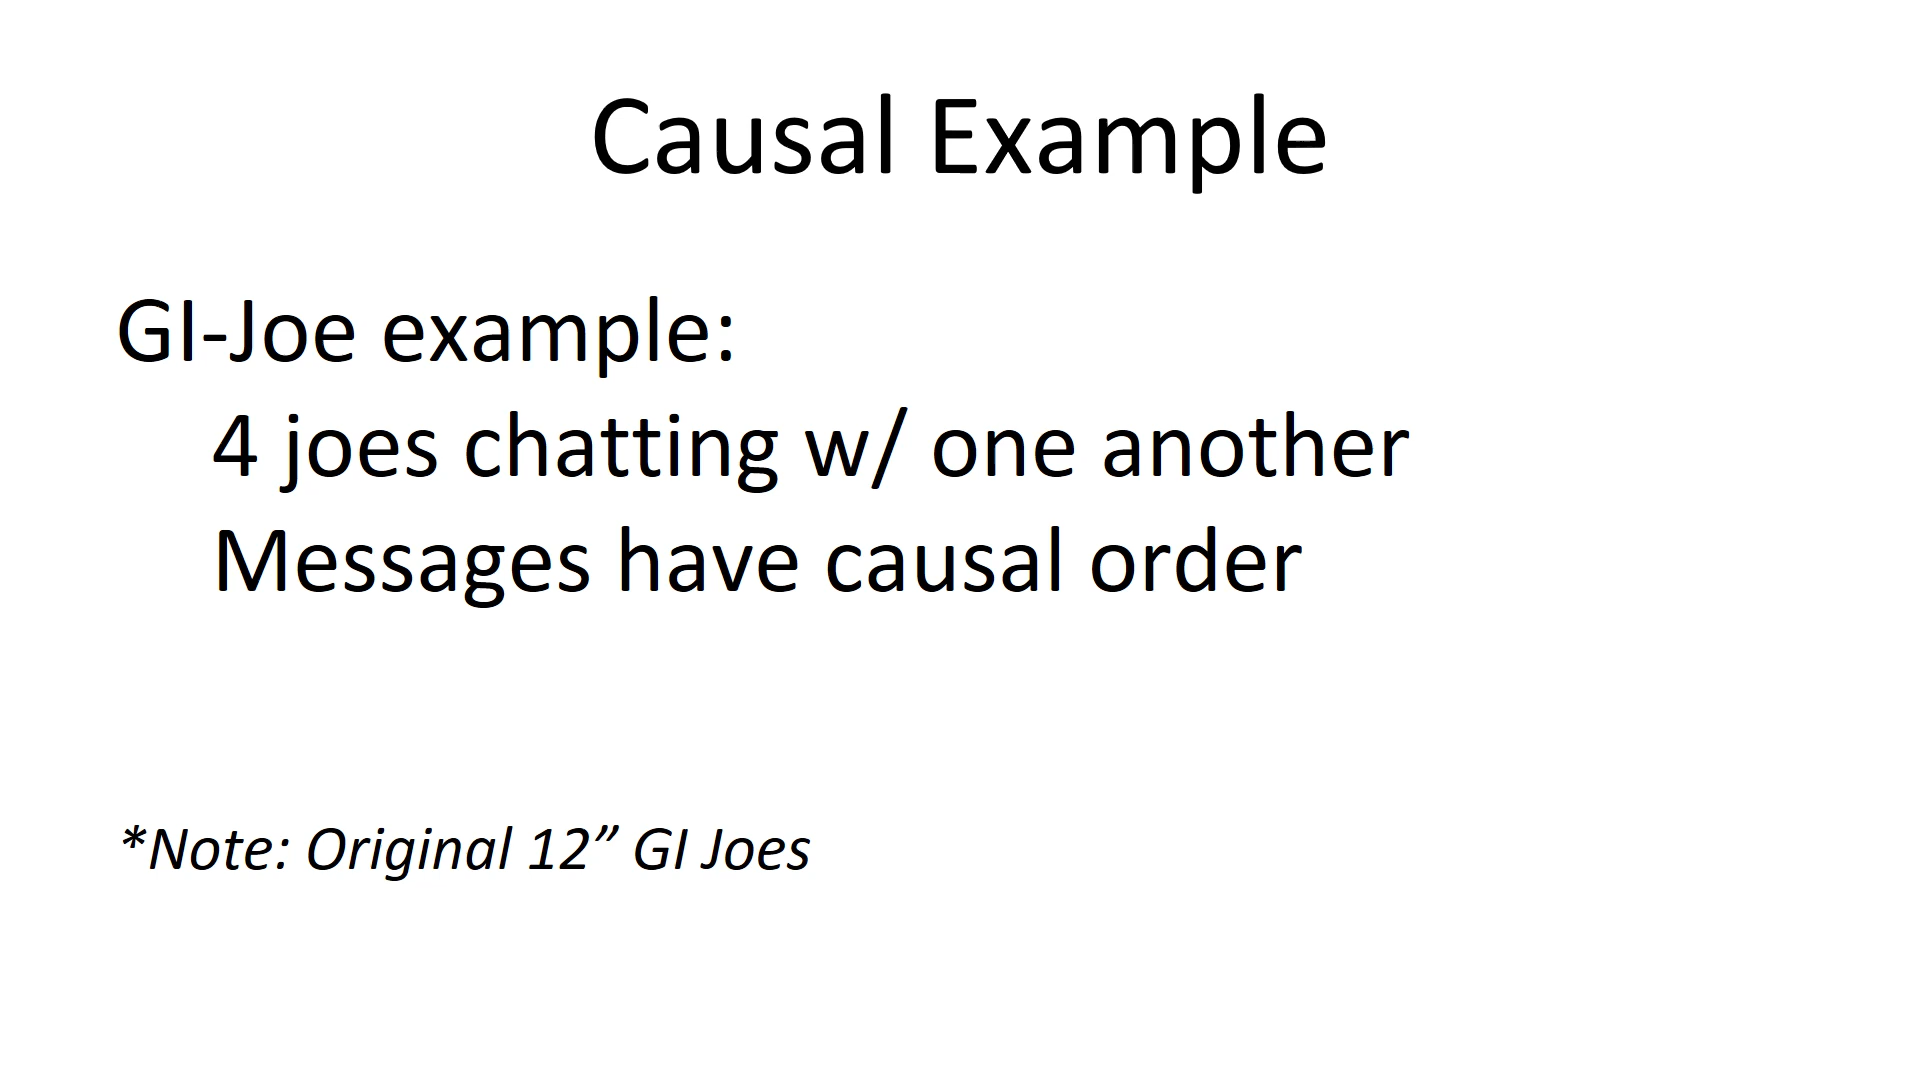 Causal Example
GI-Joe example:
4 joes chatting w/ one another
Messages have causal order
*Note: Original 12” GI Joes